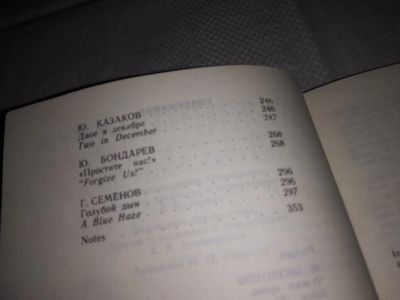 Ю. КАЗАКОВ . . . . . . . . . . 246
Двое в декабре . . . . . . . . . . 246
Two in December . . . . . . . . . . 247
Ю. БОНДАРЕВ
«Простите нас!» . . . . . . . . . . 268
"Forgive Us!" . . . . . . . . . . 268
Г. СЕМЕНОВ . . . . . . . . . . 296
Голубой дым . . . . . . . . . . 296
A Blue Haze . . . . . . . . . . 297
Notes . . . . . . . . . . 353